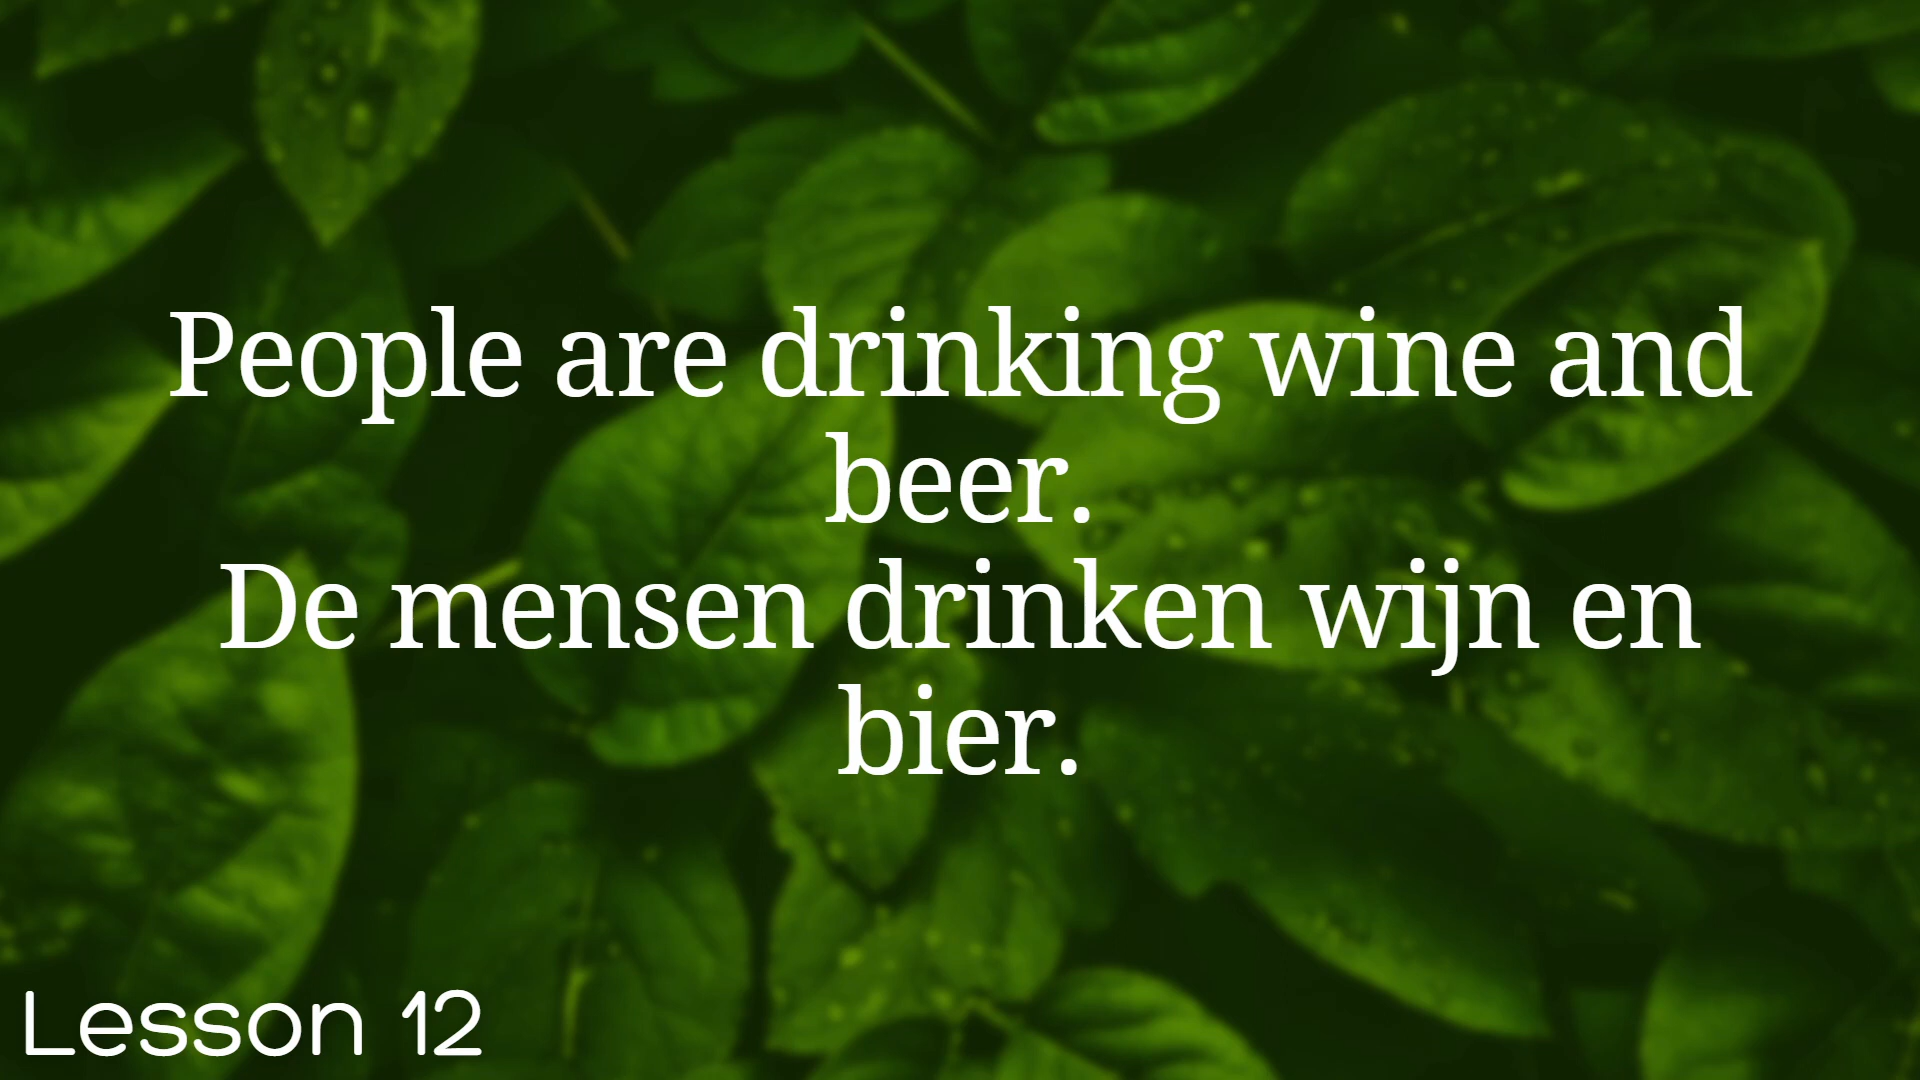 People are drinking wine and
beer.
De mensen drinken wijn en
bier.
Lesson 12